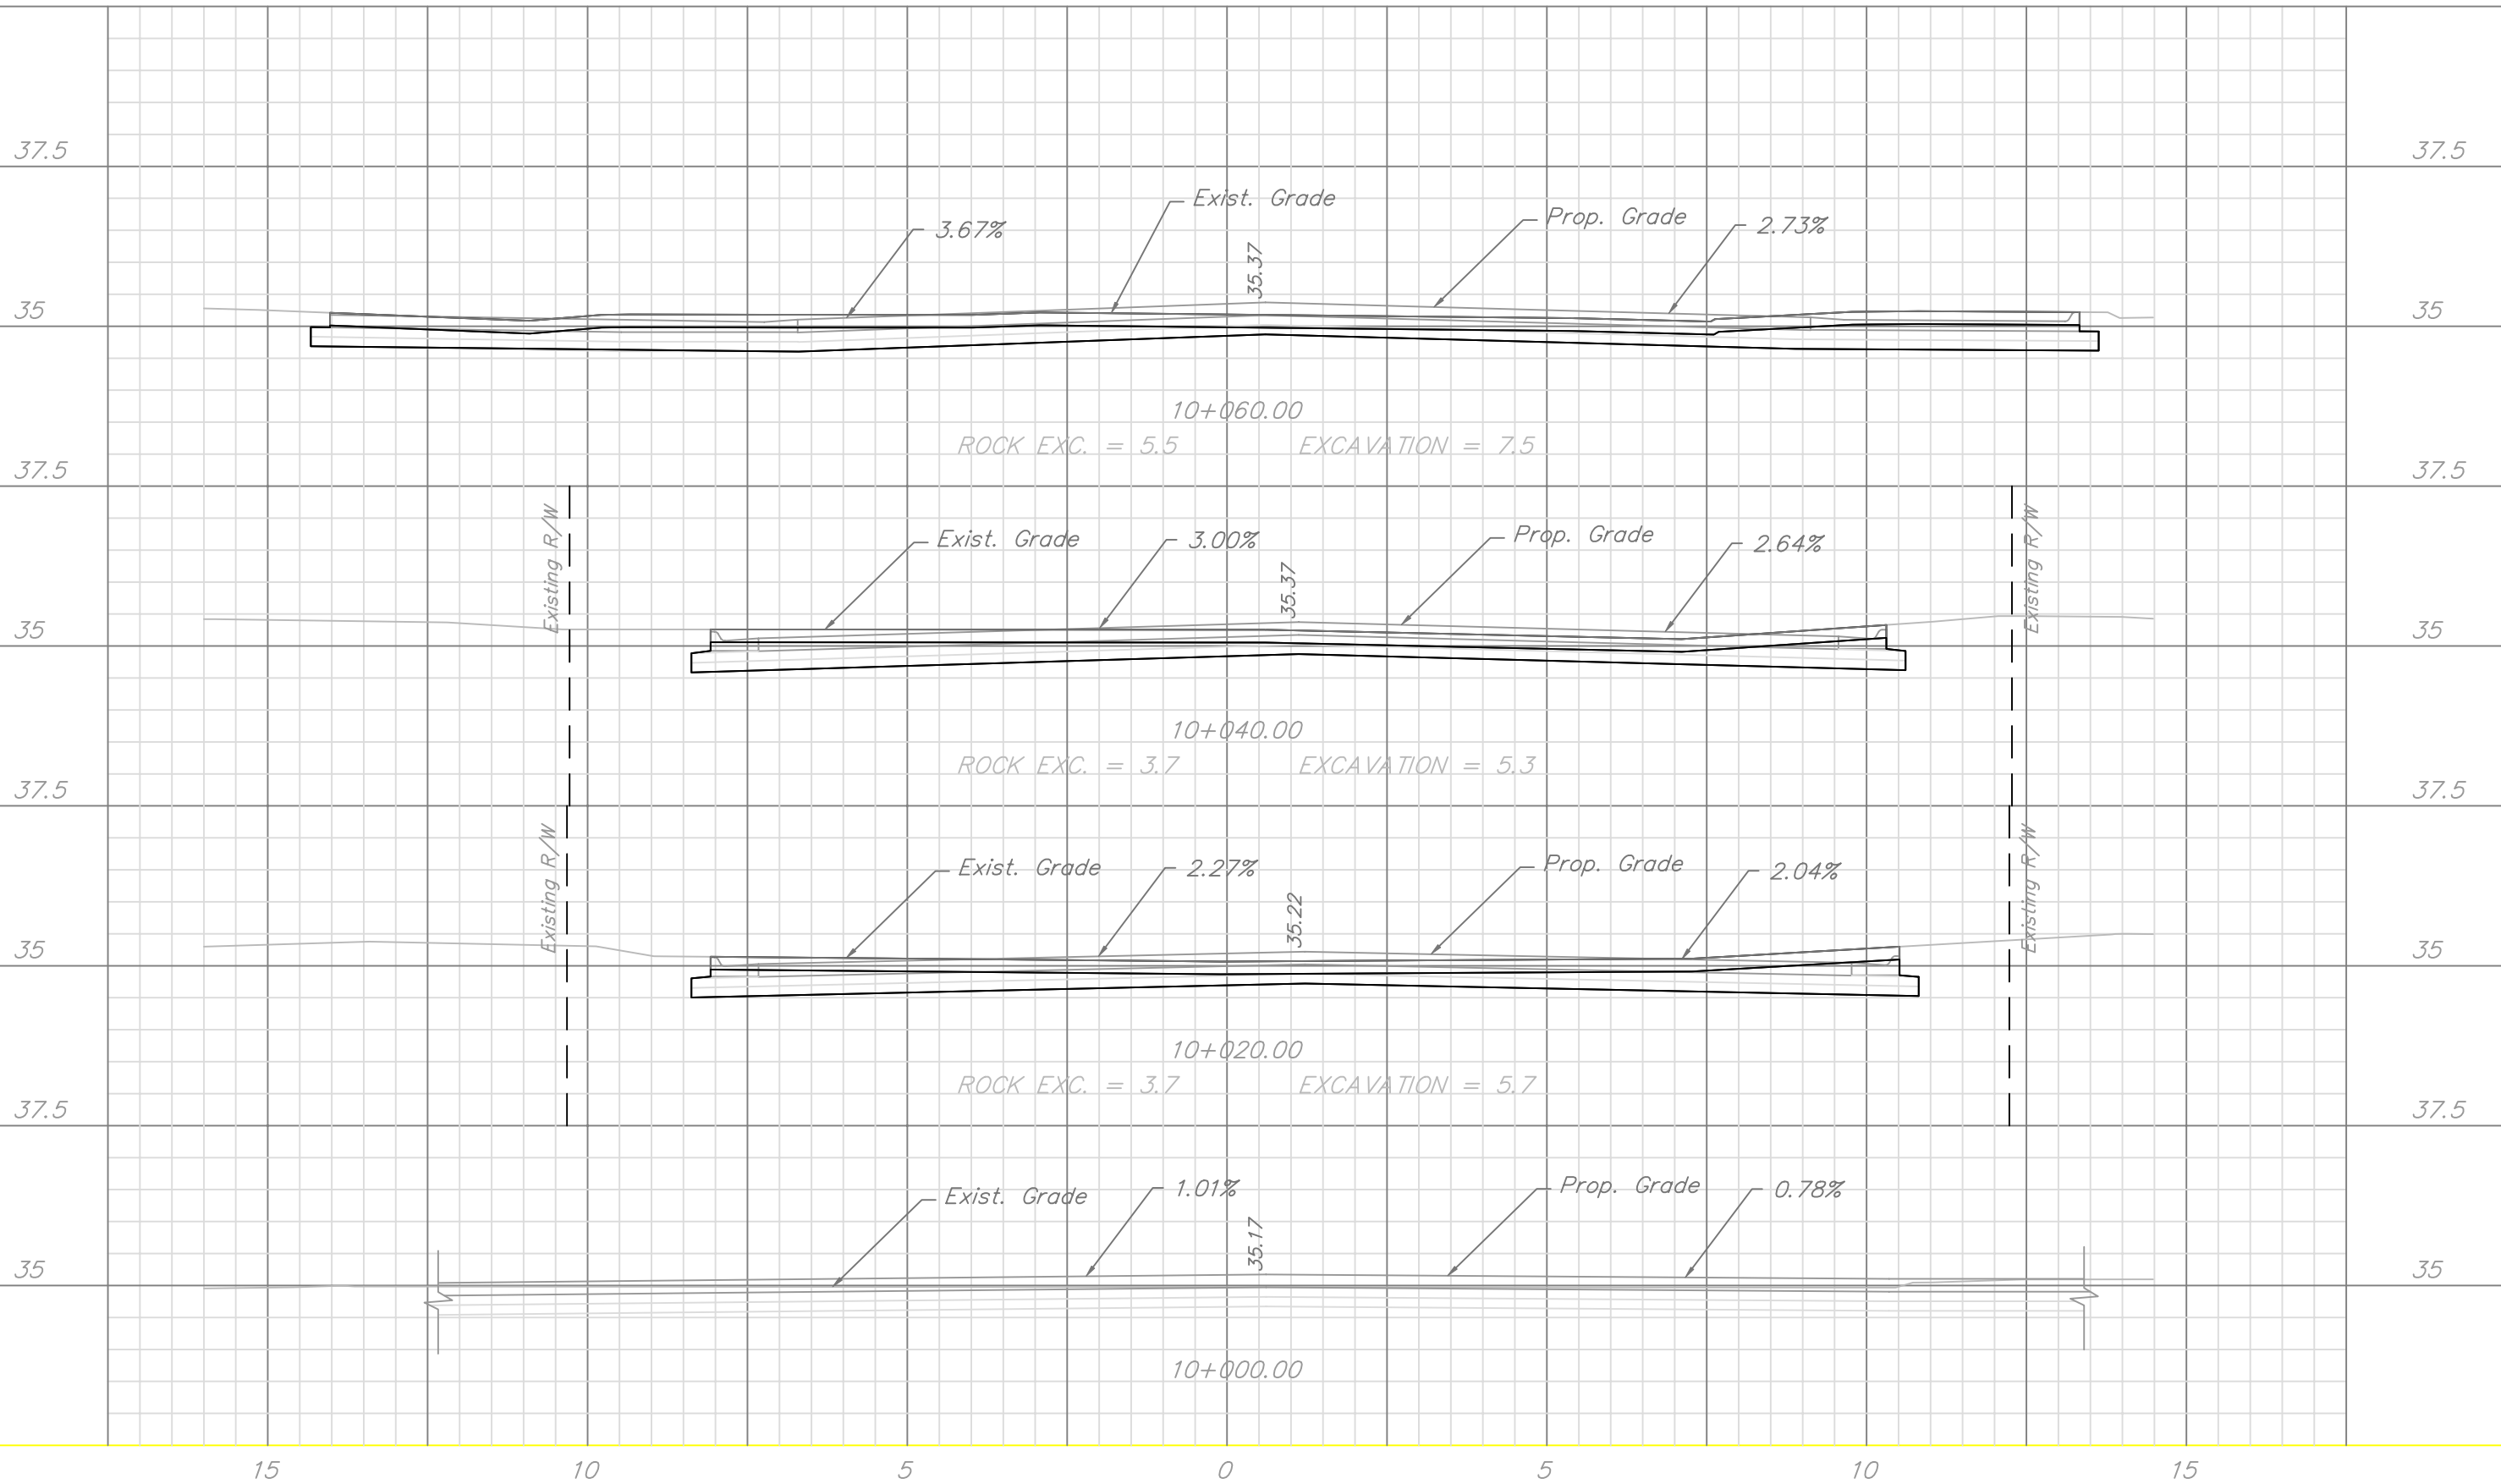 37.5 37.5
Exist. Grade
Prop. Grade
3.67% 2.73%
35.37
35 35
10+060.00
ROCK EXC. = 5.5 EXCAVATION = 7.5
37.5 37.5
Existing R/W Existing R/W
Exist. Grade 3.00% Prop. Grade 2.64%
35.37
35 35
10+040.00
ROCK EXC. = 3.7 EXCAVATION = 5.3
37.5 37.5
Existing R/W Existing R/W
Exist. Grade 2.27% Prop. Grade 2.04%
35.22
35 35
10+020.00
ROCK EXC. = 3.7 EXCAVATION = 5.7
37.5 37.5
Exist. Grade 1.01% Prop. Grade 0.78%
35.17
35 35
10+000.00
15 10 5 0 5 10 15